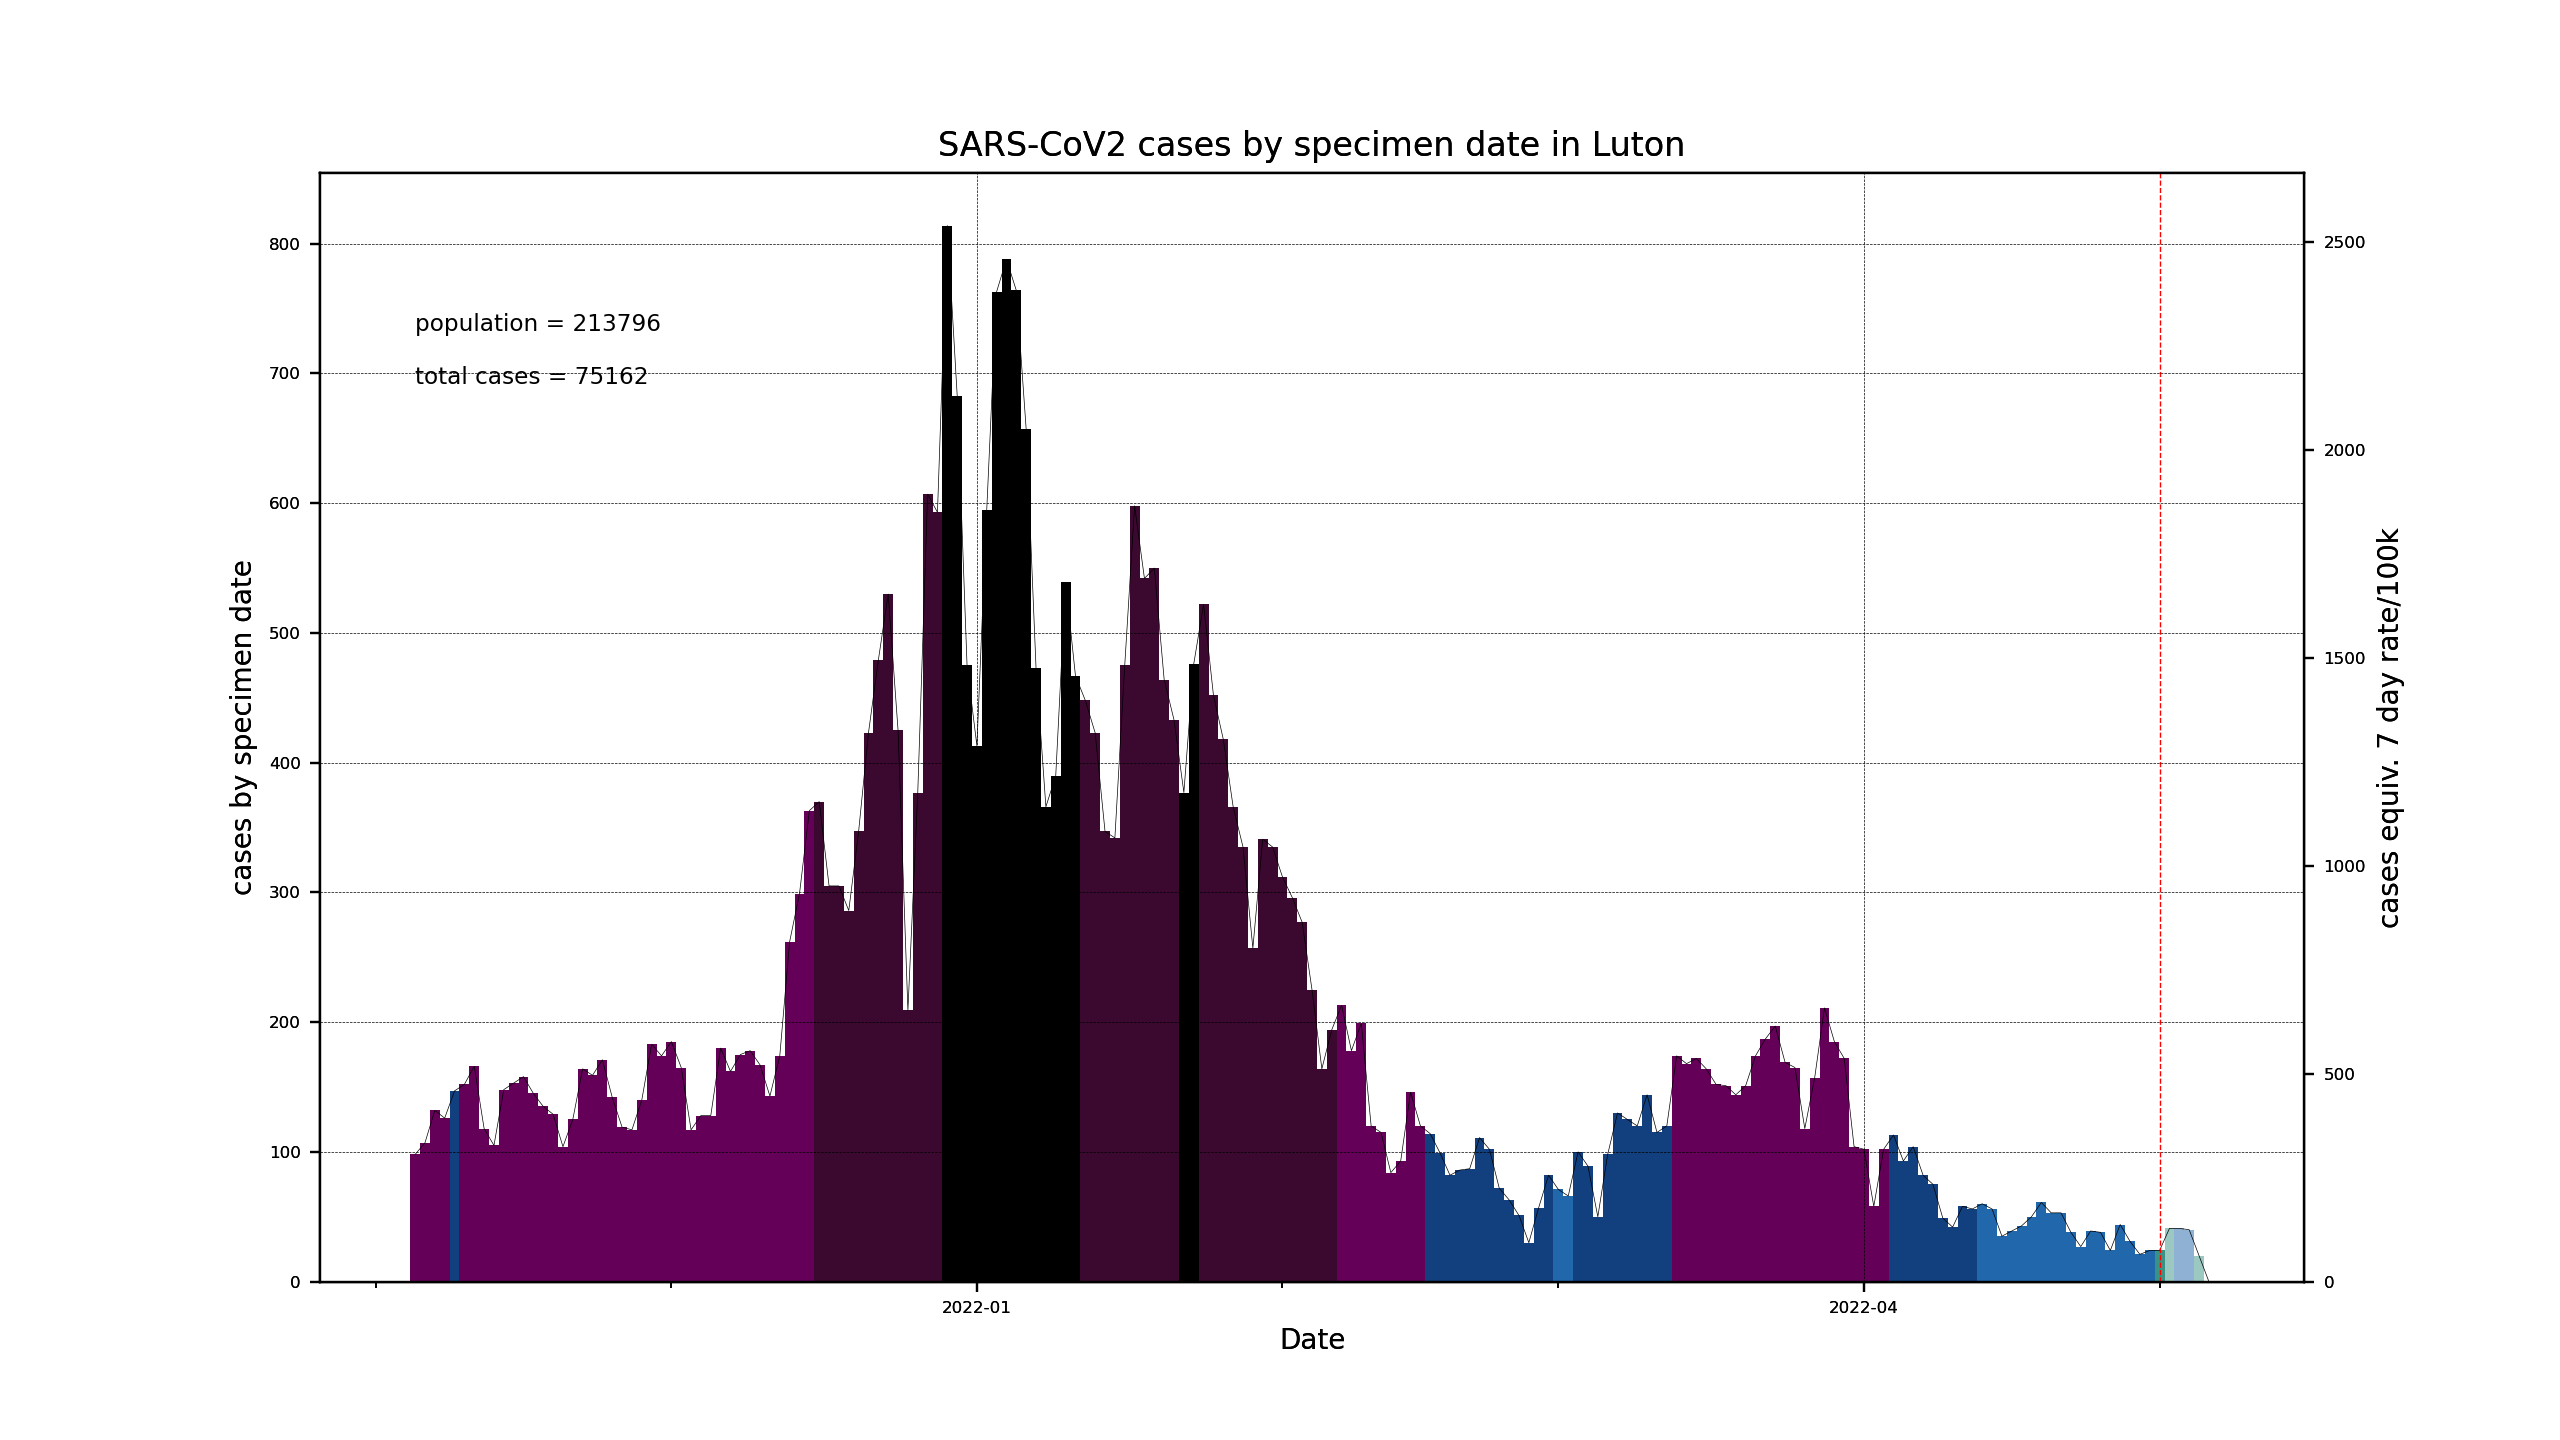 SARS-CoV2 cases by specimen date in Luton
population = 213796
total cases = 75162
cases by specimen date
800
700
600
500
400
300
200
100
0
2500
2000
1500
1000
500
0
cases equiv. 7 day rate/100k
2022-01
2022-04
Date